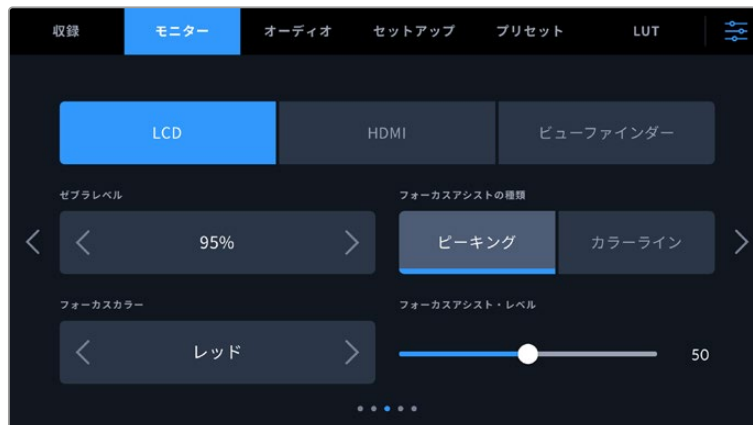 収録 モニター オーディオ セットアップ プリセット LUT
LCD HDMI ビューファインダー
ゼブラレベル フォーカスアシストの種類
95% ピーキング カラーライン
フォーカスカラー フォーカスアシスト・レベル
レッド 50